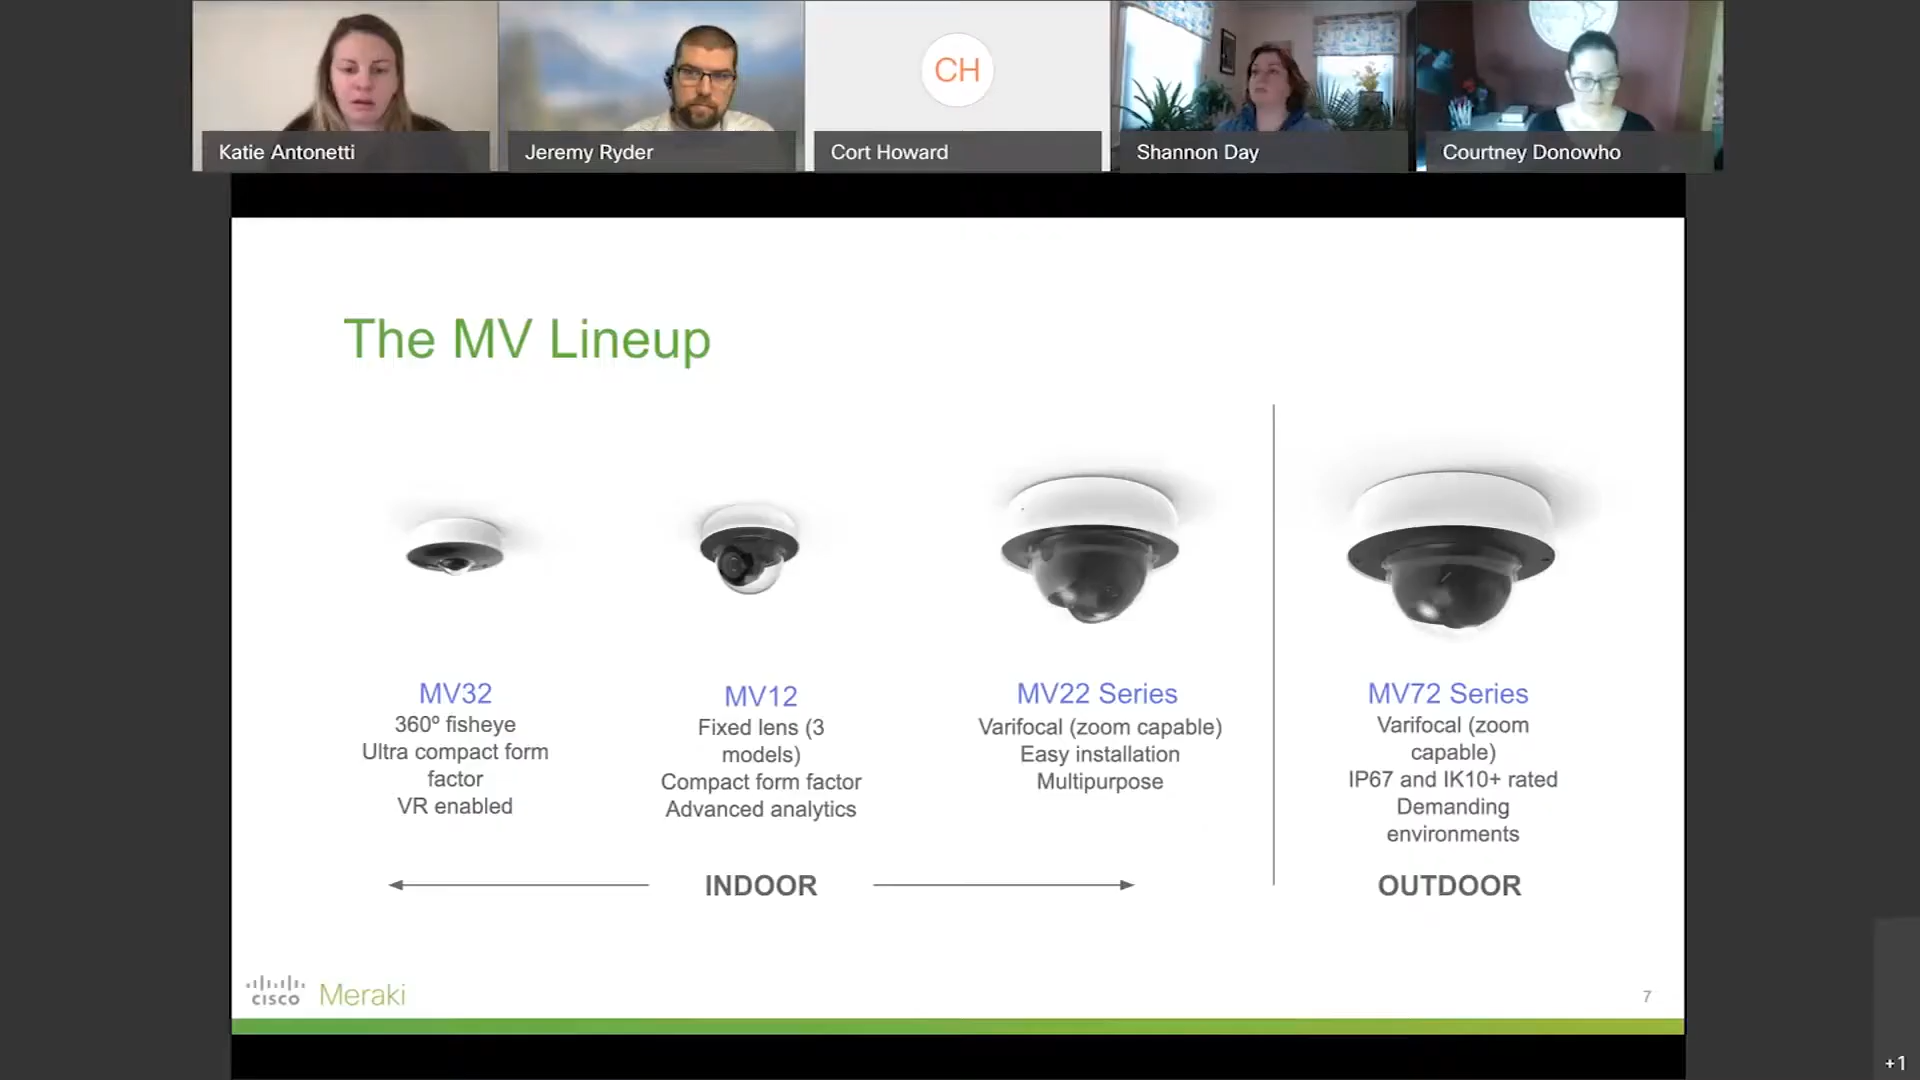 Katie Antonetti
Jeremy Ryder
CH
Cort Howard
Shannon Day
Courtney Donowho
The MV Lineup
MV32
360º fisheye
Ultra compact form
factor
VR enabled
MV12
Fixed lens (3
models)
Compact form factor
Advanced analytics
MV22 Series
Varifocal (zoom capable)
Easy installation
Multipurpose
MV72 Series
Varifocal (zoom
capable)
IP67 and IK10+ rated
Demanding
environments
INDOOR
OUTDOOR
CISCO Meraki
7
+1